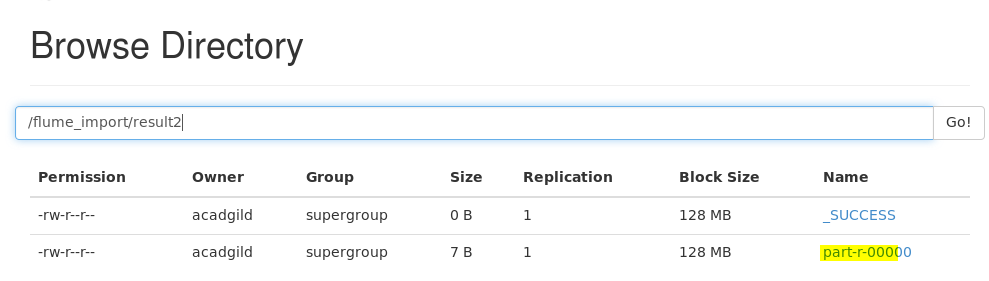 Browse Directory
/flume_import/result2 Go!
Permission Owner Group Size Replication Block Size Name
-rw-r--r-- acadgild supergroup 0 B 1 128 MB _SUCCESS
-rw-r--r-- acadgild supergroup 7 B 1 128 MB part-r-00000